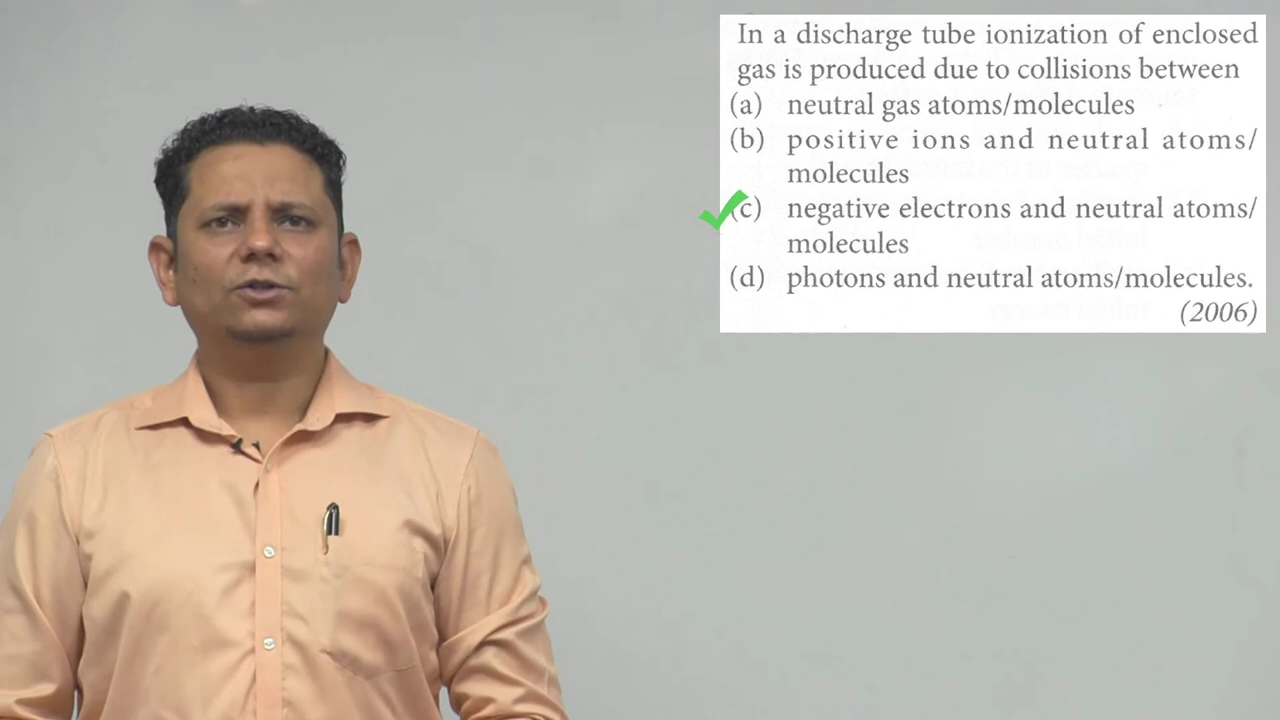 In a discharge tube ionization of enclosed
gas is produced due to collisions between
(a) neutral gas atoms/molecules
(b) positive ions and neutral atoms/
molecules
(c) negative electrons and neutral atoms/
molecules
(d) photons and neutral atoms/molecules.
(2006)